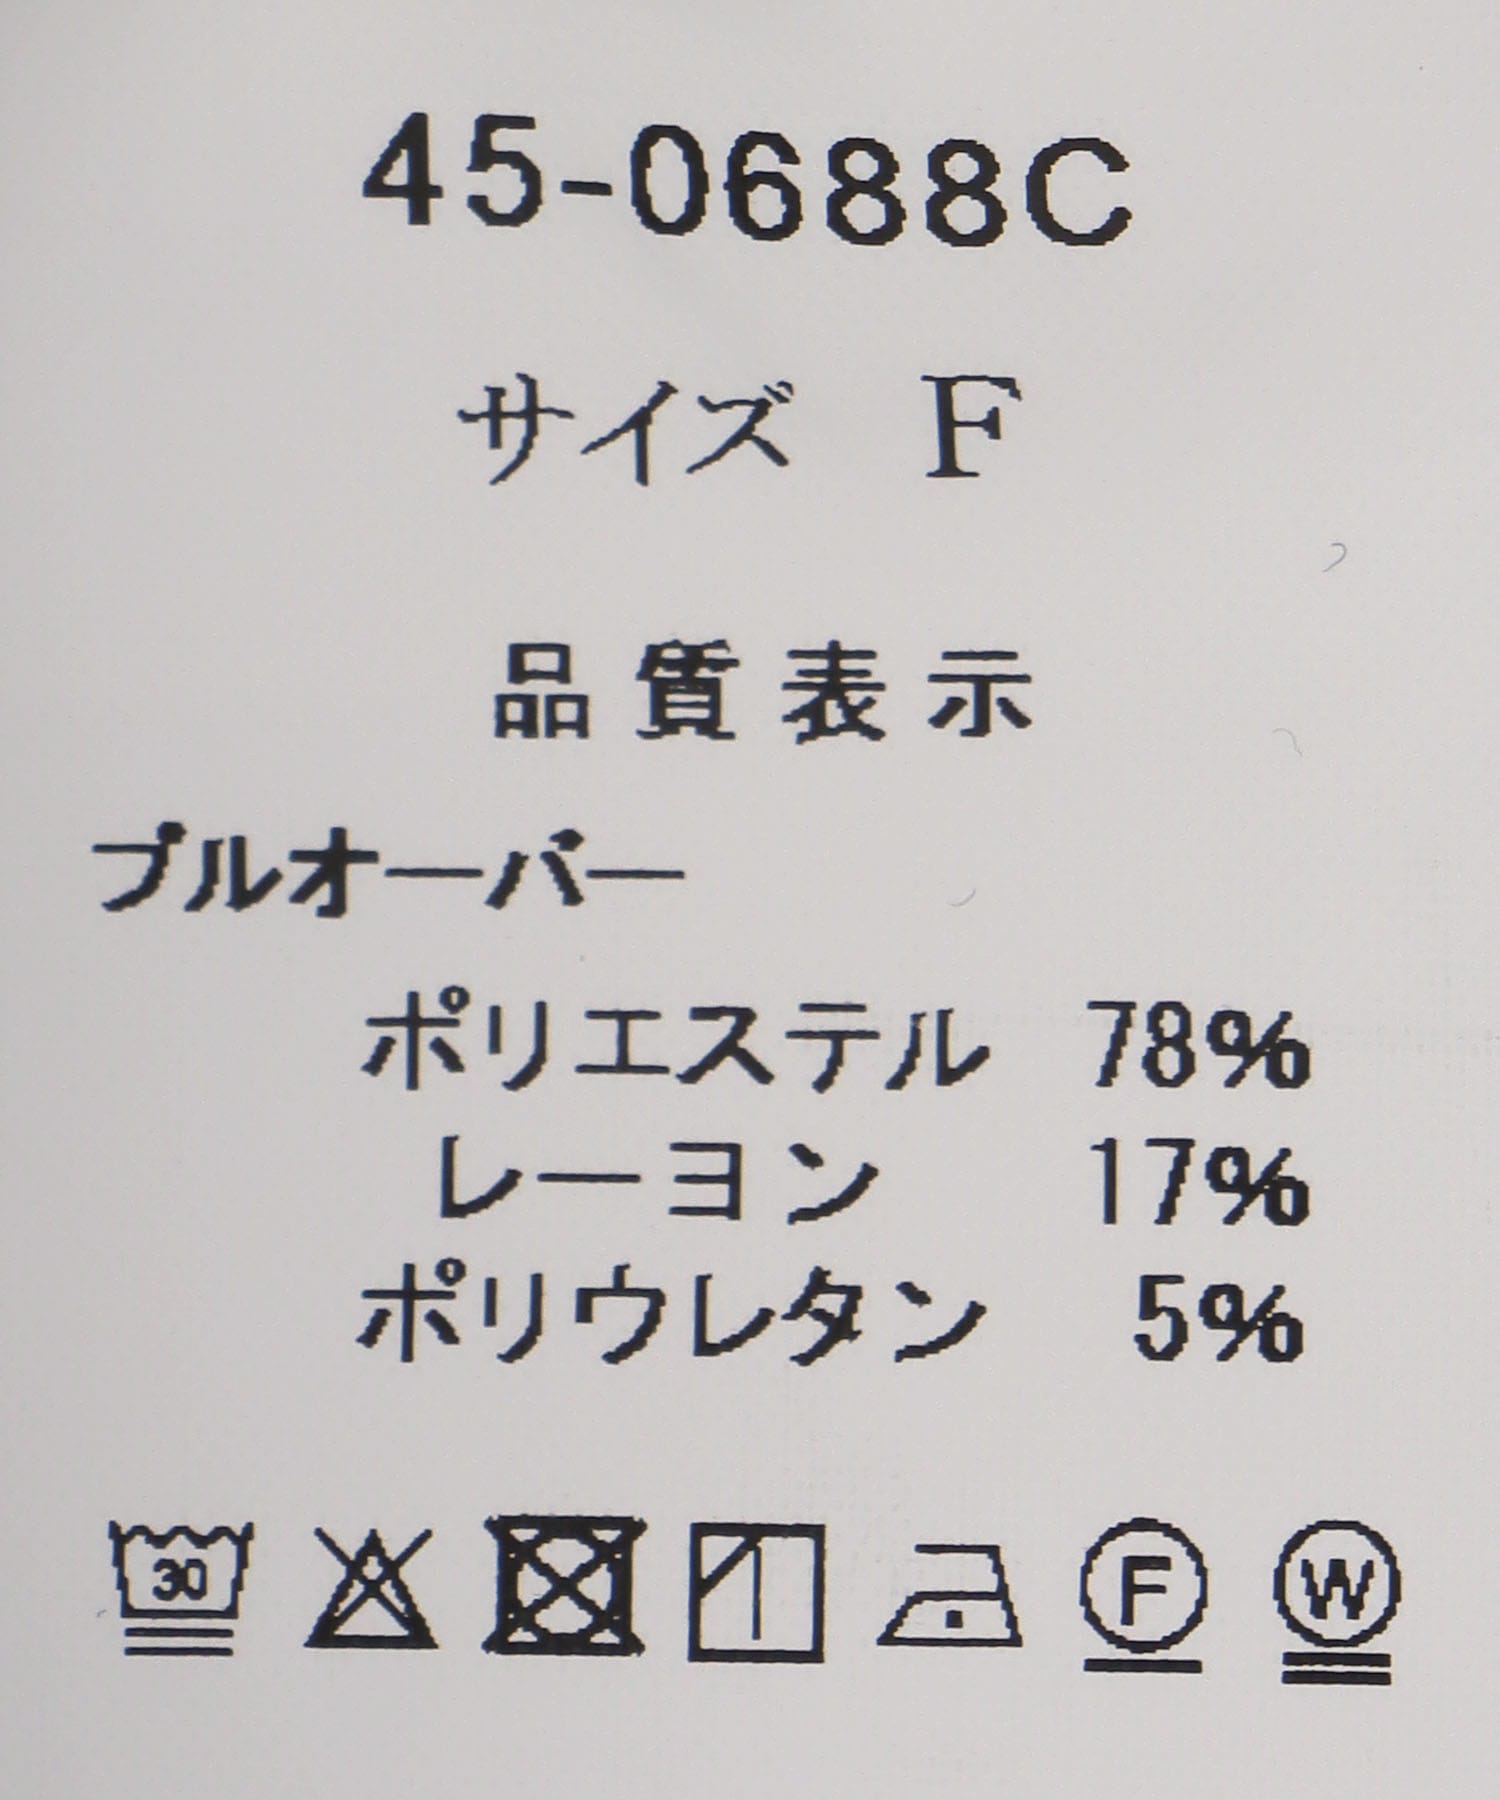 45-0688C
サイズ F
品質表示
プルオーバー
ポリエステル 78%
レーヨン 17%
ポリウレタン 5%
30 F W